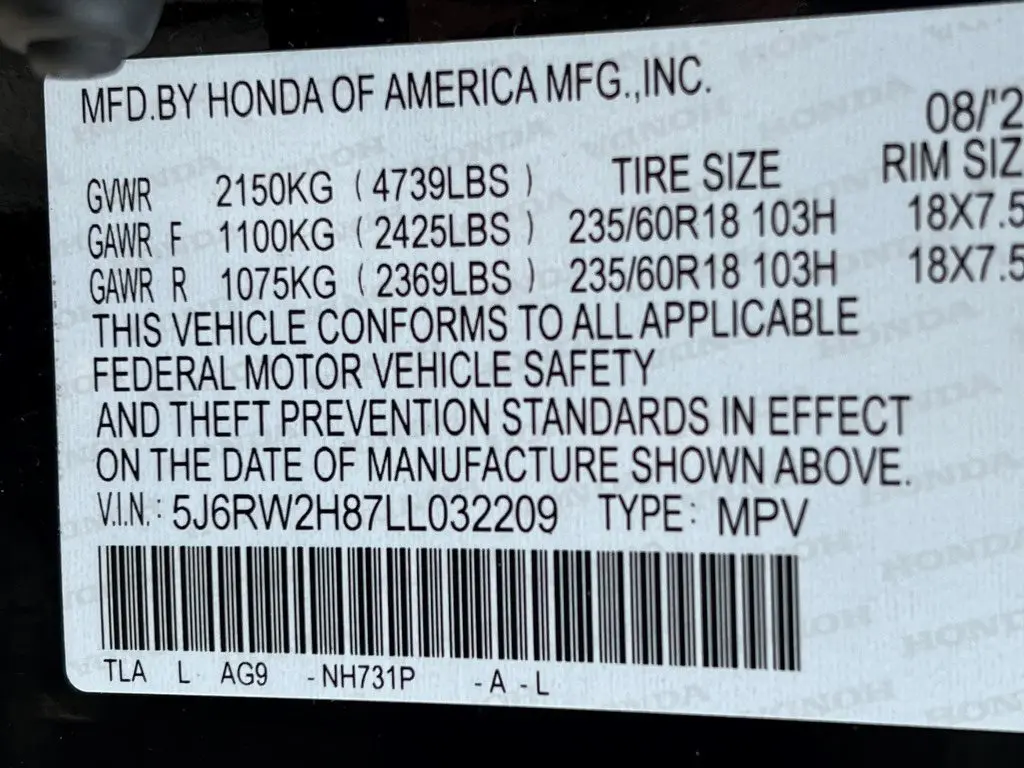 MFD.BY HONDA OF AMERICA MFG.,INC.
08/'2
GVWR 2150KG ( 4739LBS ) TIRE SIZE RIM SIZ
GAWR F 1100KG ( 2425LBS ) 235/60R18 103H 18X7.5
GAWR R 1075KG ( 2369LBS ) 235/60R18 103H 18X7.5
THIS VEHICLE CONFORMS TO ALL APPLICABLE
FEDERAL MOTOR VEHICLE SAFETY
AND THEFT PREVENTION STANDARDS IN EFFECT
ON THE DATE OF MANUFACTURE SHOWN ABOVE.
V.I.N.: 5J6RW2H87LL032209 TYPE: MPV
TLA L AG9 -NH731P -A -L